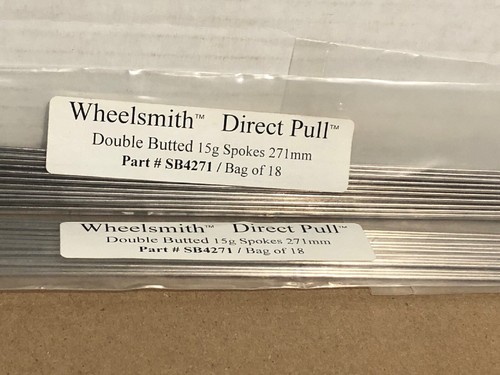 Wheelsmith™ Direct Pull™
Double Butted 15g Spokes 271mm
Part # SB4271 / Bag of 18
Wheelsmith™ Direct Pull™
Double Butted 15g Spokes 271mm
Part # SB4271 / Bag of 18